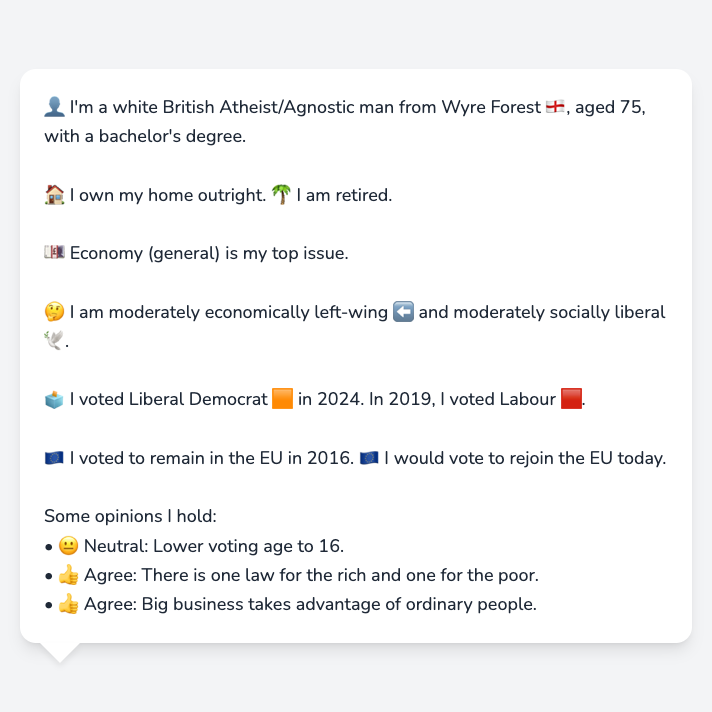 👤 I'm a white British Atheist/Agnostic man from Wyre Forest 🏴󠁧󠁢󠁥󠁮󠁧󠁿, aged 75,
with a bachelor's degree.
🏠 I own my home outright. 🌴 I am retired.
💷 Economy (general) is my top issue.
🤔 I am moderately economically left-wing ⬅️ and moderately socially liberal
🕊️.
🗳️ I voted Liberal Democrat 🟧 in 2024. In 2019, I voted Labour 🟥.
🇪🇺 I voted to remain in the EU in 2016. 🇪🇺 I would vote to rejoin the EU today.
Some opinions I hold:
• 😐 Neutral: Lower voting age to 16.
• 👍 Agree: There is one law for the rich and one for the poor.
• 👍 Agree: Big business takes advantage of ordinary people.